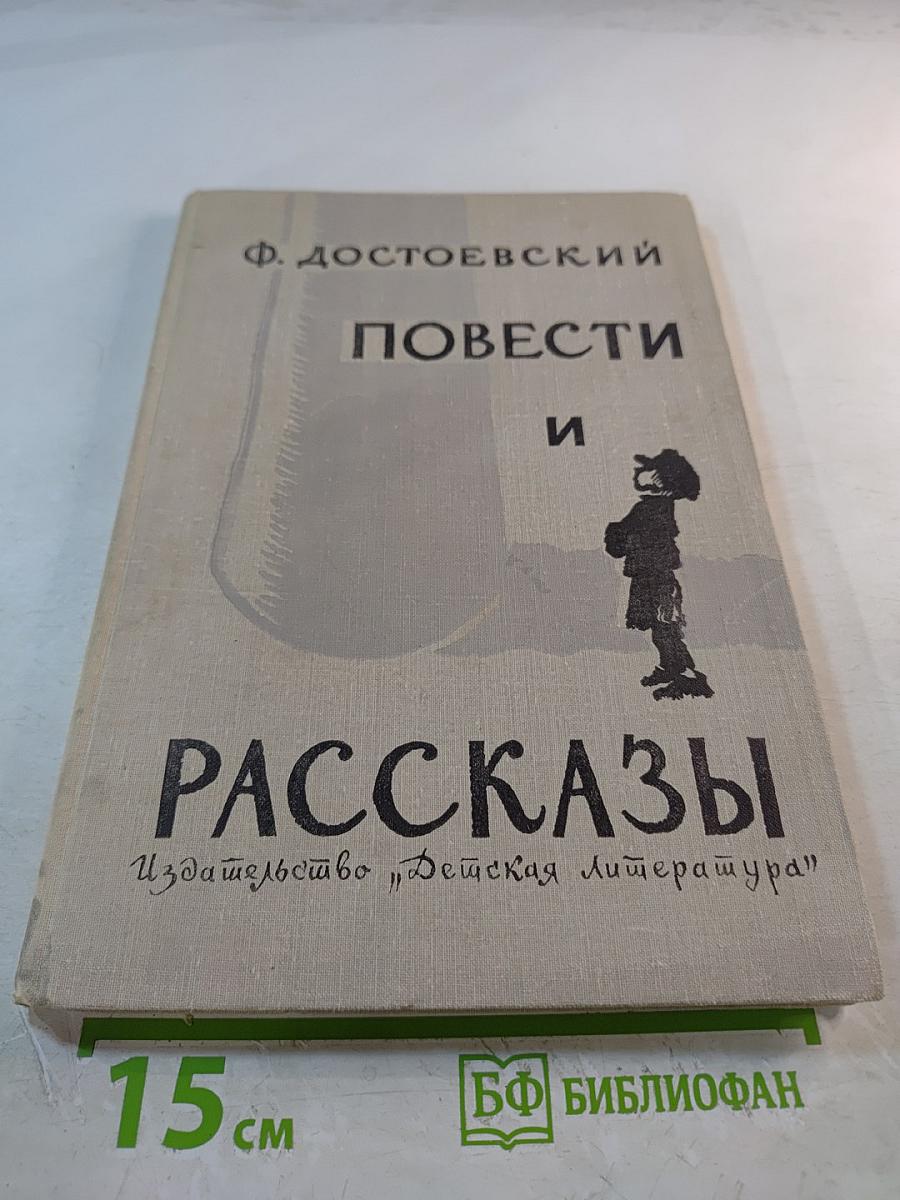 Ф. ДОСТОЕВСКИЙ
ПОВЕСТИ
И
РАССКАЗЫ
Издательство „Детская литература"
15 см
БФ БИБЛИОФАН